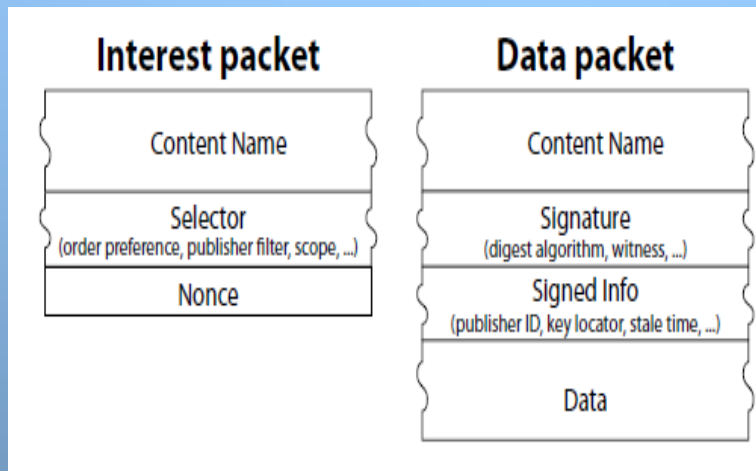 Interest packet
Content Name
Selector
(order preference, publisher filter, scope, ...)
Nonce
Data packet
Content Name
Signature
(digest algorithm, witness, ...)
Signed Info
(publisher ID, key locator, stale time, ...)
Data